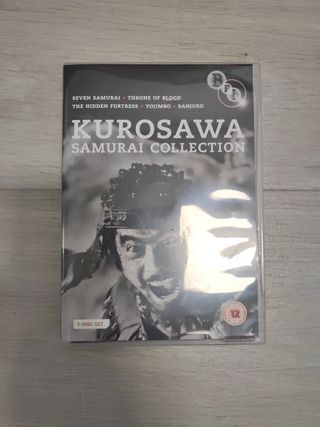 BFI
SEVEN SAMURAI • THRONE OF BLOOD
THE HIDDEN FORTRESS • YOJIMBO • SANJURO
KUROSAWA
SAMURAI COLLECTION
12
5-DISC SET